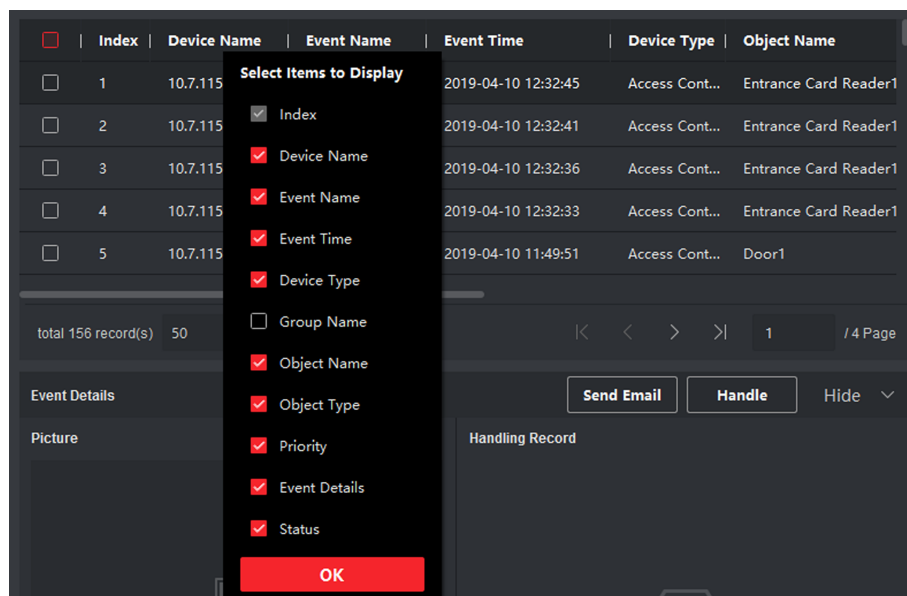 Index | Device Name | Event Name | Event Time | Device Type | Object Name
1 10.7.115 2019-04-10 12:32:45 Access Cont... Entrance Card Reader1
2 10.7.115 2019-04-10 12:32:41 Access Cont... Entrance Card Reader1
3 10.7.115 2019-04-10 12:32:36 Access Cont... Entrance Card Reader1
4 10.7.115 2019-04-10 12:32:33 Access Cont... Entrance Card Reader1
5 10.7.115 2019-04-10 11:49:51 Access Cont... Door1
Select Items to Display
Index
Device Name
Event Name
Event Time
Device Type
Group Name
Object Name
Object Type
Priority
Event Details
Status
OK
total 156 record(s) 50 1 / 4 Page
Event Details Send Email Handle Hide
Picture Handling Record